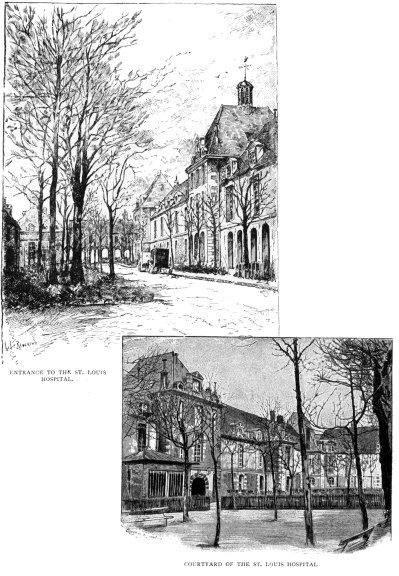 ENTRANCE TO THE ST. LOUIS
HOSPITAL.
COURTYARD OF THE ST. LOUIS HOSPITAL.